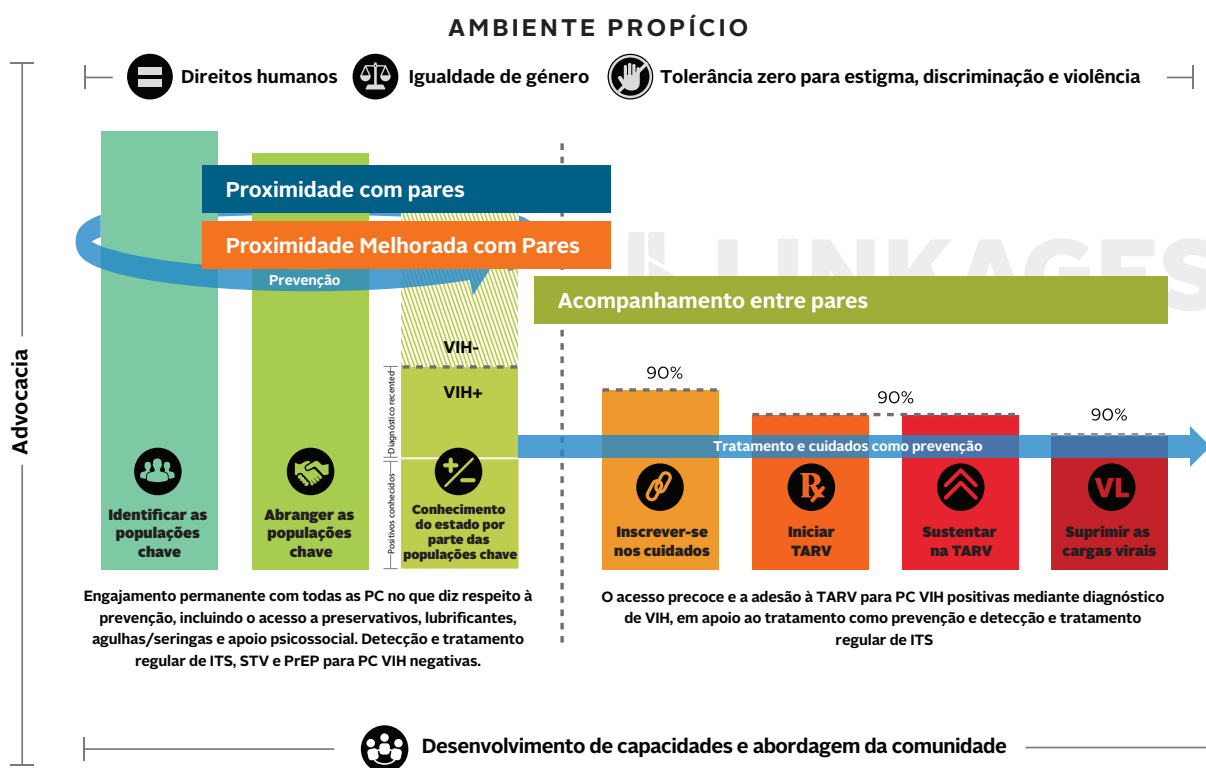 AMBIENTE PROPÍCIO
Direitos humanos
Igualdade de género
Tolerância zero para estigma, discriminação e violência
Advocacia
Proximidade com pares
Proximidade Melhorada com Pares
Prevenção
LINKAGES
Acompanhamento entre pares
VIH-
VIH+
Diagnóstico recented
Positivos conhecidos
90%
90%
90%
Tratamento e cuidados como prevenção
Identificar as
populações
chave
Abranger as
populações
chave
Conhecimento
do estado por
parte das
populações chave
Inscrever-se
nos cuidados
Iniciar
TARV
Sustentar
na TARV
VL
Suprimir as
cargas virais
Engajamento permanente com todas as PC no que diz respeito à
prevenção, incluindo o acesso a preservativos, lubrificantes,
agulhas/seringas e apoio psicossocial. Detecção e tratamento
regular de ITS, STV e PrEP para PC VIH negativas.
O acesso precoce e a adesão à TARV para PC VIH positivas mediante diagnóstico
de VIH, em apoio ao tratamento como prevenção e detecção e tratamento
regular de ITS
Desenvolvimento de capacidades e abordagem da comunidade